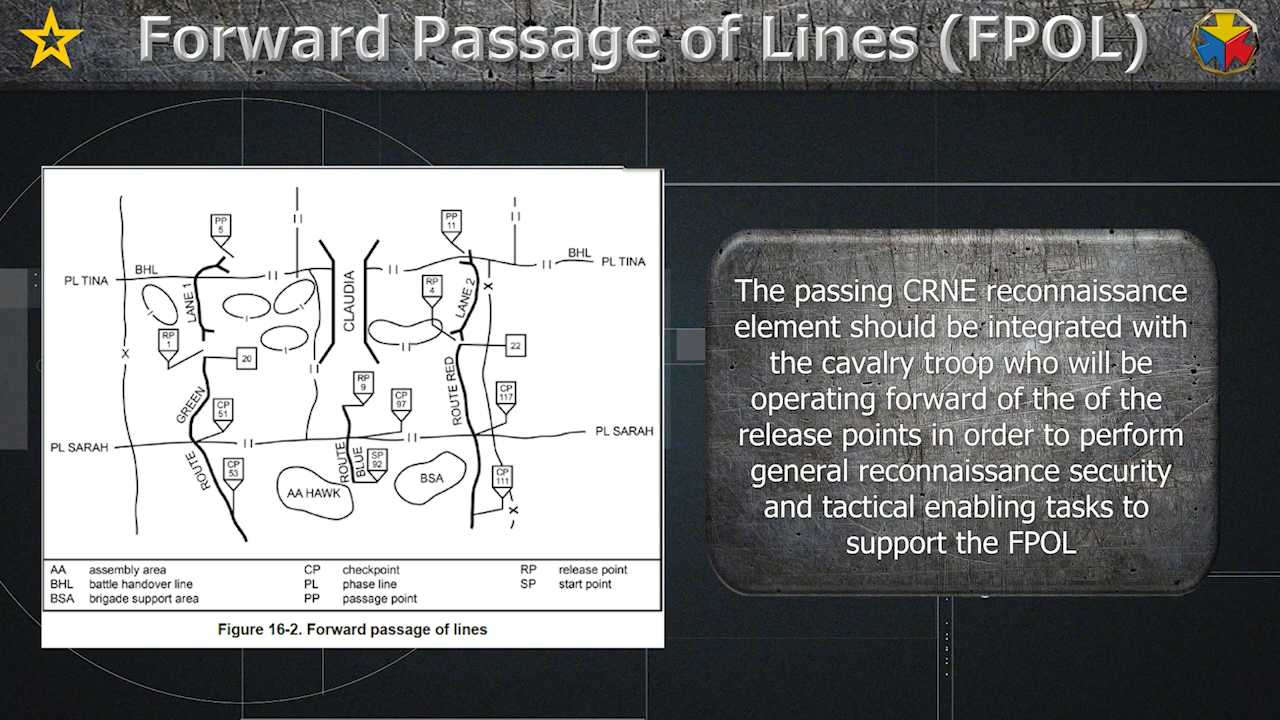 Forward Passage of Lines (FPOL)
PP
5
PP
11
BHL
PL TINA
BHL
PL TINA
LANE 1
CLAUDIA
RP
4
LANE 2
X
X
RP
1
20
22
ROUTE GREEN
CP
51
RP
9
CP
97
ROUTE RED
CP
117
PL SARAH
PL SARAH
CP
53
ROUTE
BLUE
SP
92
AA HAWK
BSA
CP
111
X
AA assembly area CP checkpoint RP release point
BHL battle handover line PL phase line SP start point
BSA brigade support area PP passage point
Figure 16-2. Forward passage of lines
The passing CRNE reconnaissance
element should be integrated with
the cavalry troop who will be
operating forward of the of the
release points in order to perform
general reconnaissance security
and tactical enabling tasks to
support the FPOL